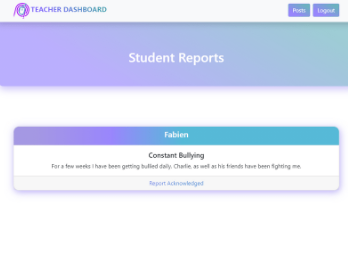 TEACHER DASHBOARD
Posts
Logout
Student Reports
Fabien
Constant Bullying
For a few weeks I have been getting bullied daily. Charlie, as well as his friends have been fighting me.
Report Acknowledged